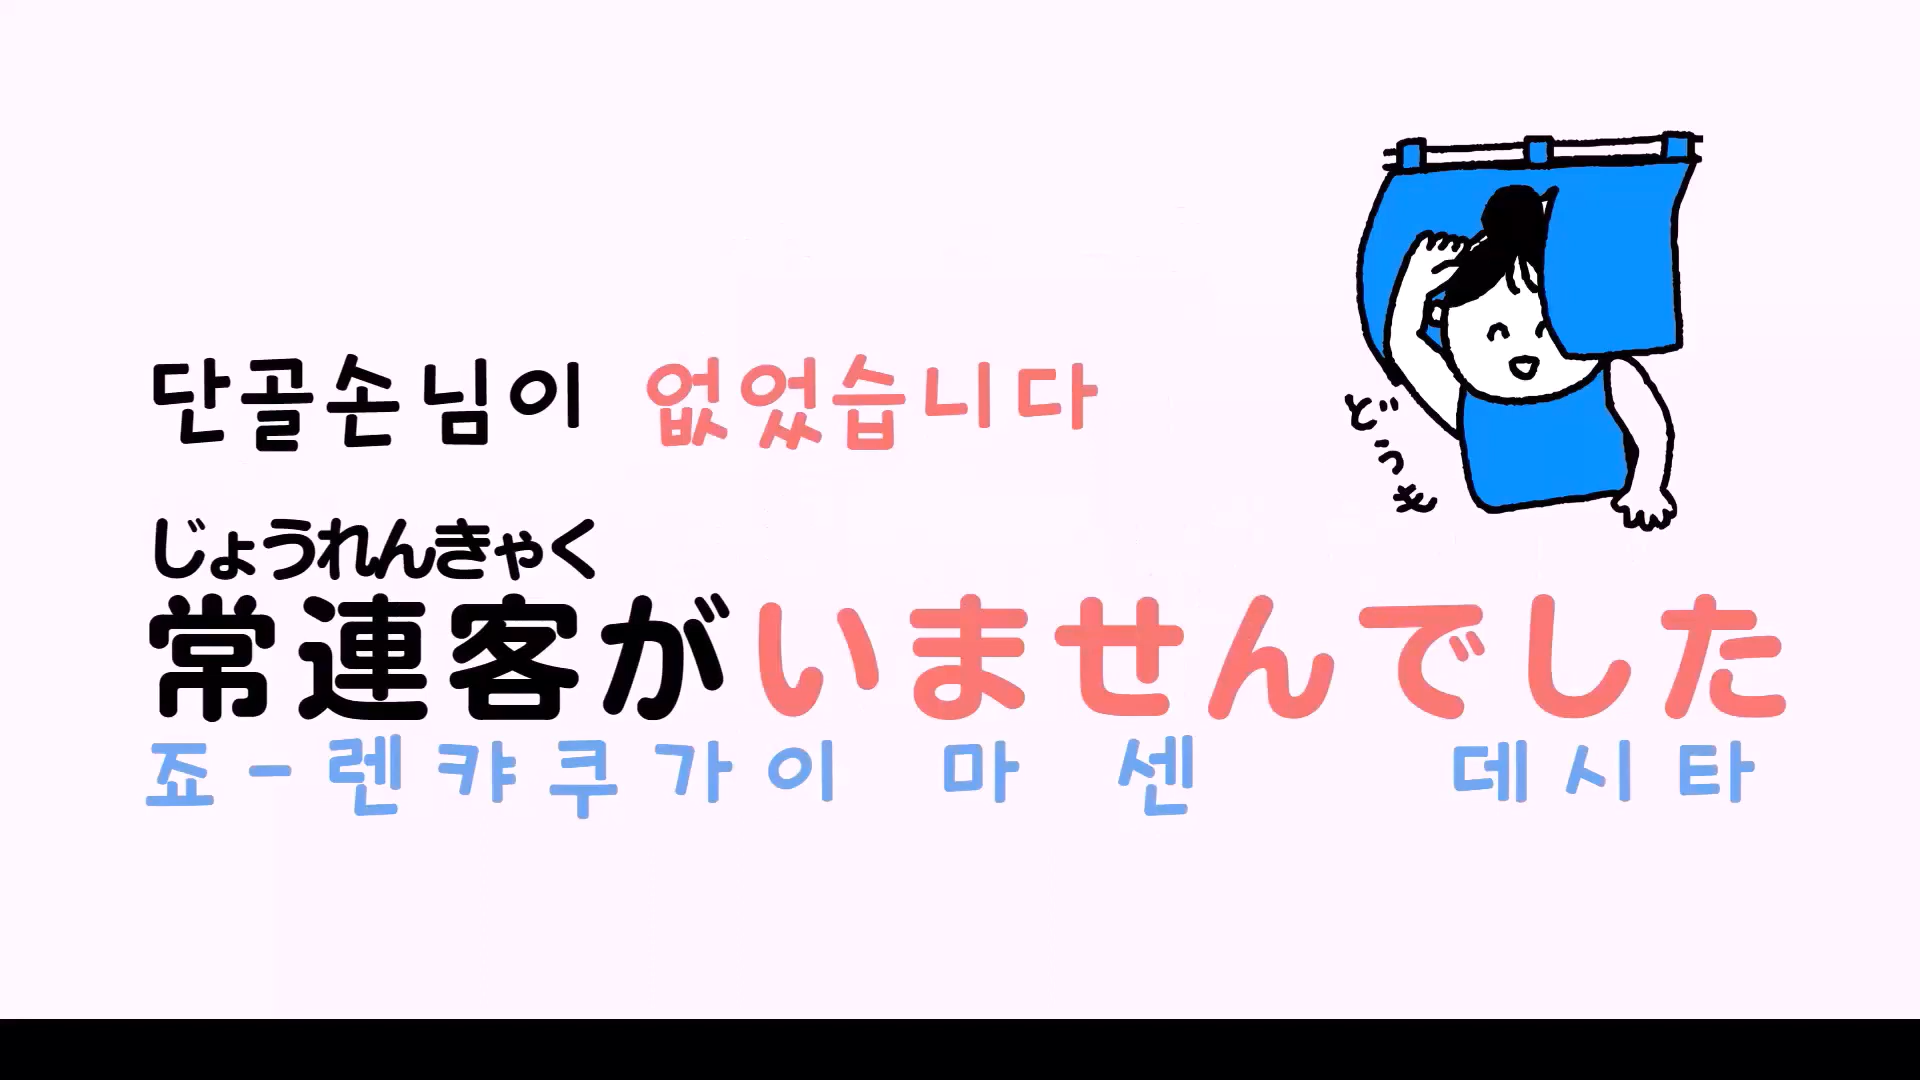 단골손님이 없었습니다
じょうれんきゃく
常連客がいませんでした
죠-렌캬쿠가이 마 센 데시타
どうも